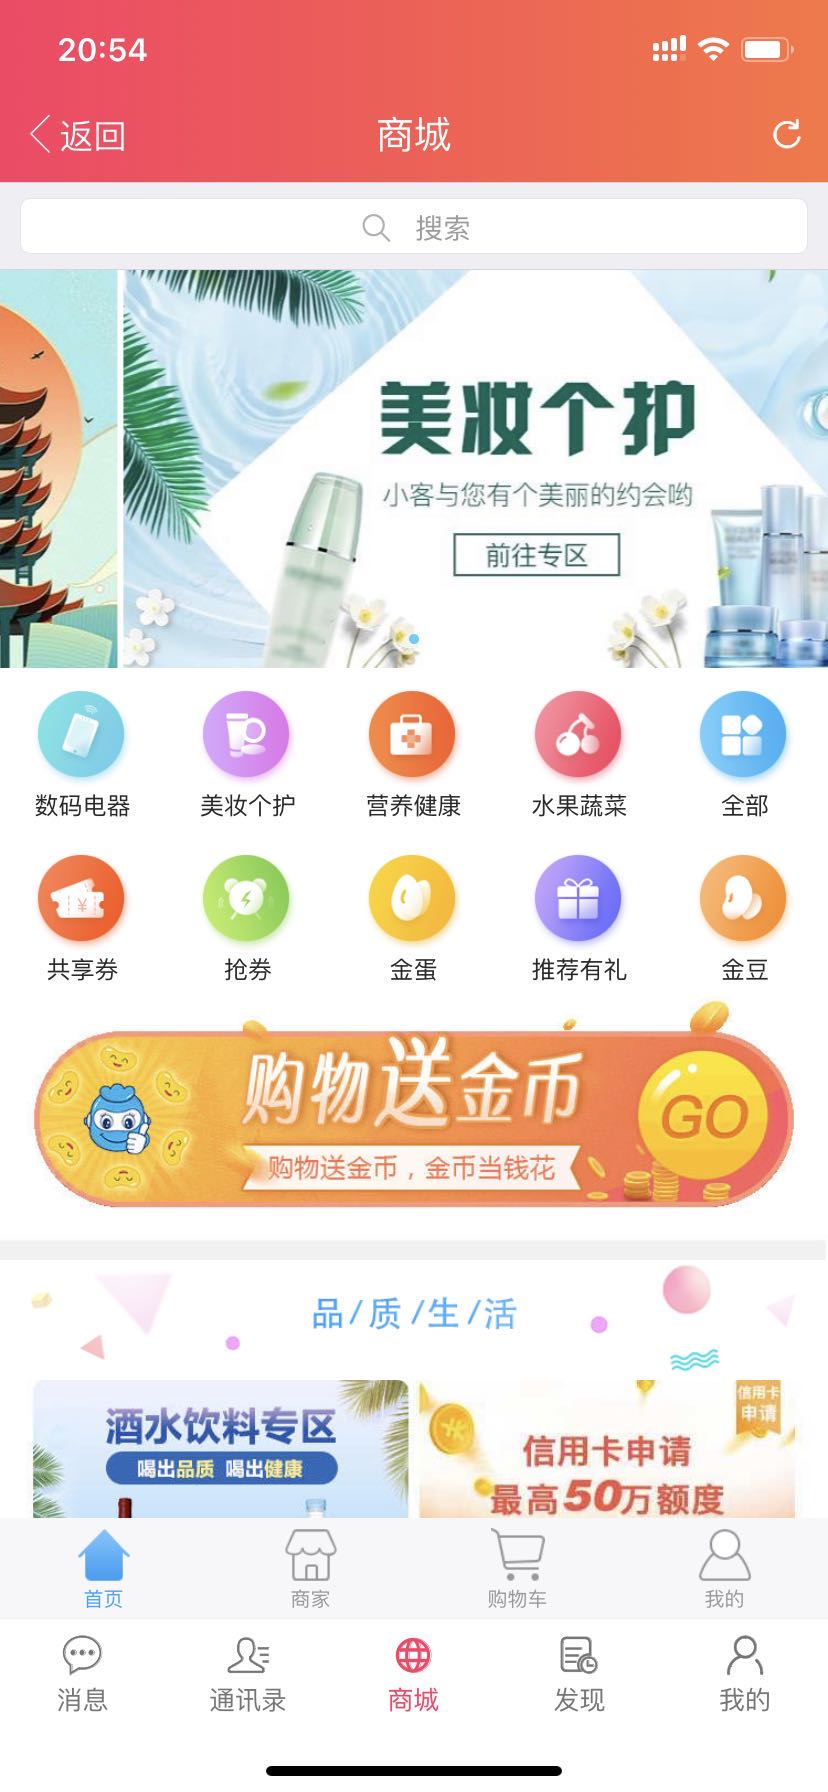 20:54
返回
商城
搜索
美妆个护
小客与您有个美丽的约会哟
前往专区
数码电器
美妆个护
营养健康
水果蔬菜
全部
¥
共享券
抢券
金蛋
推荐有礼
金豆
购物送金币
GO
购物送金币，金币当钱花
品/质/生/活
酒水饮料专区
喝出品质 喝出健康
信用卡
申请
信用卡申请
最高50万额度
首页
商家
购物车
我的
消息
通讯录
商城
发现
我的